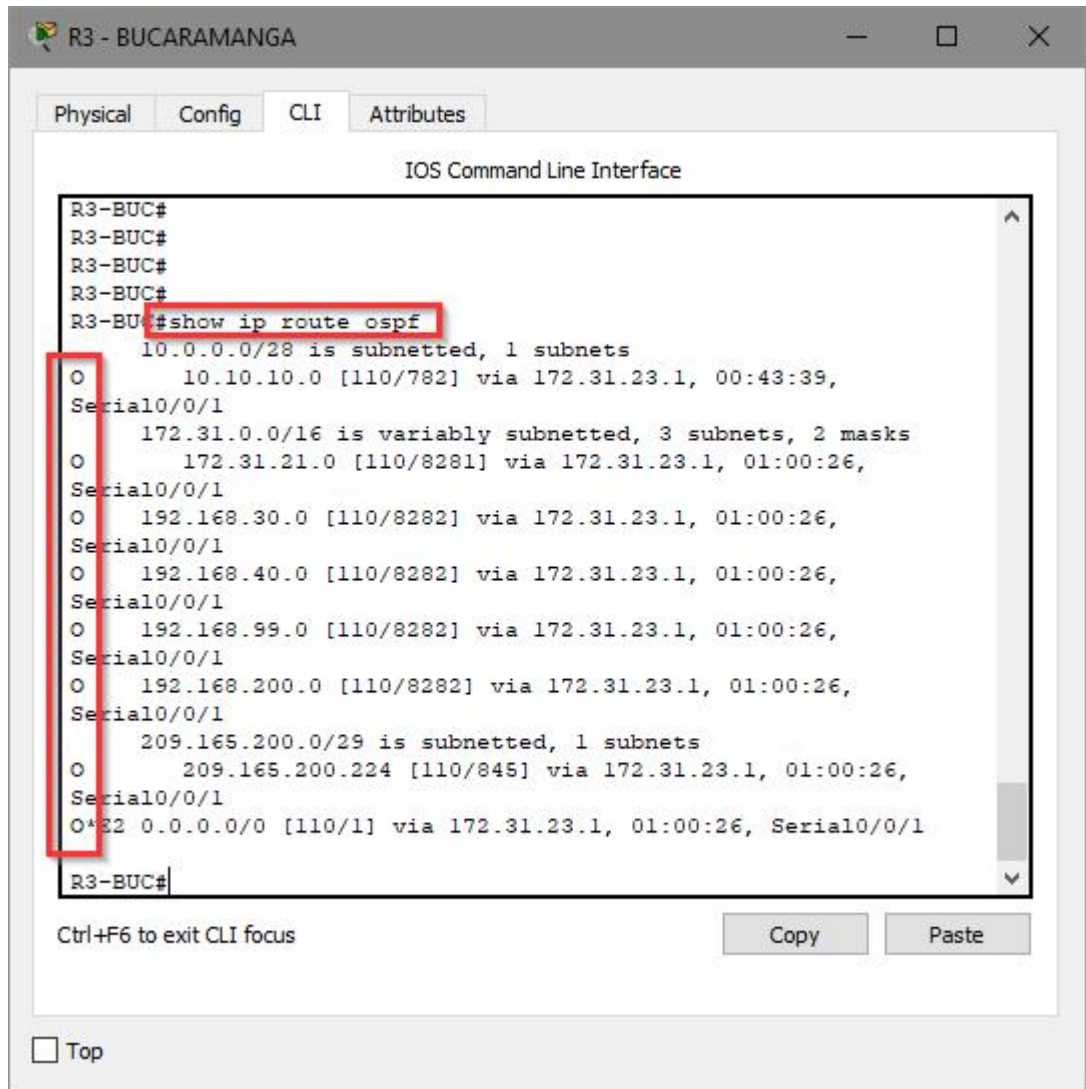 R3 - BUCARAMANGA
Physical Config CLI Attributes
IOS Command Line Interface
R3-BUC#
R3-BUC#
R3-BUC#
R3-BUC#
R3-BUC#show ip route ospf
10.0.0.0/28 is subnetted, 1 subnets
O 10.10.10.0 [110/782] via 172.31.23.1, 00:43:39,
Serial0/0/1
172.31.0.0/16 is variably subnetted, 3 subnets, 2 masks
O 172.31.21.0 [110/8281] via 172.31.23.1, 01:00:26,
Serial0/0/1
O 192.168.30.0 [110/8282] via 172.31.23.1, 01:00:26,
Serial0/0/1
O 192.168.40.0 [110/8282] via 172.31.23.1, 01:00:26,
Serial0/0/1
O 192.168.99.0 [110/8282] via 172.31.23.1, 01:00:26,
Serial0/0/1
O 192.168.200.0 [110/8282] via 172.31.23.1, 01:00:26,
Serial0/0/1
209.165.200.0/29 is subnetted, 1 subnets
O 209.165.200.224 [110/845] via 172.31.23.1, 01:00:26,
Serial0/0/1
O*E2 0.0.0.0/0 [110/1] via 172.31.23.1, 01:00:26, Serial0/0/1
R3-BUC#
Ctrl+F6 to exit CLI focus
Copy Paste
Top